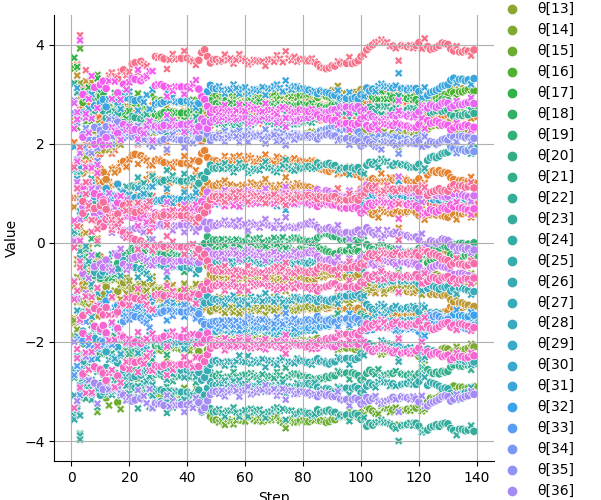 4
2
0
−2
−4
Value
0
20
40
60
80
100
120
140
Step
θ[13]
θ[14]
θ[15]
θ[16]
θ[17]
θ[18]
θ[19]
θ[20]
θ[21]
θ[22]
θ[23]
θ[24]
θ[25]
θ[26]
θ[27]
θ[28]
θ[29]
θ[30]
θ[31]
θ[32]
θ[33]
θ[34]
θ[35]
θ[36]